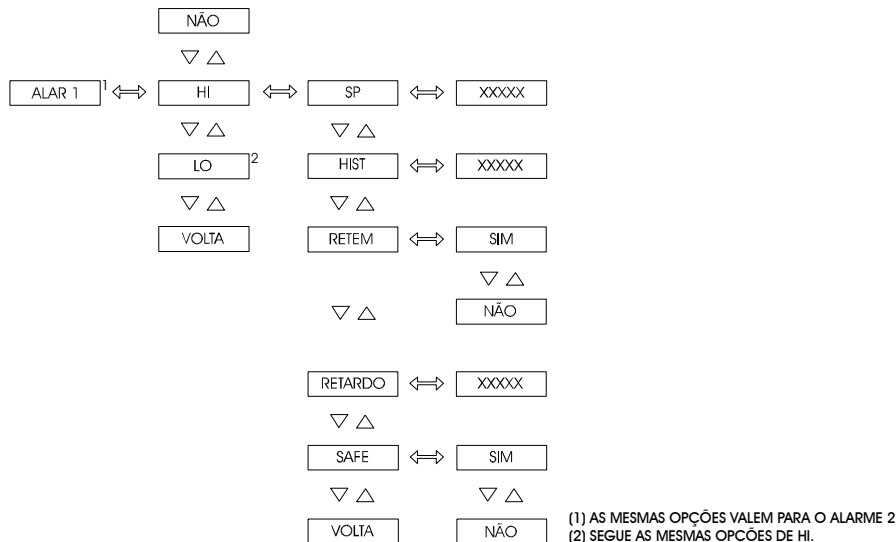 NÃO
ALAR 1 1 HI SP XXXXX
LO 2 HIST XXXXX
VOLTA RETEM SIM
NÃO
RETARDO XXXXX
SAFE SIM
VOLTA NÃO
(1) AS MESMAS OPÇÕES VALEM PARA O ALARME 2
(2) SEGUE AS MESMAS OPCÕES DE HI.